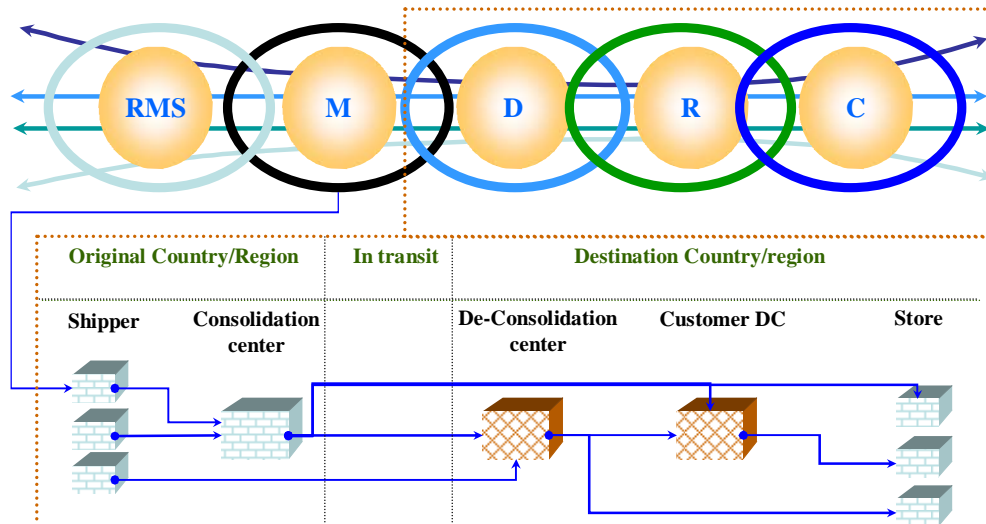 RMS
M
D
R
C
Original Country/Region
In transit
Destination Country/region
Shipper
Consolidation
center
De-Consolidation
center
Customer DC
Store